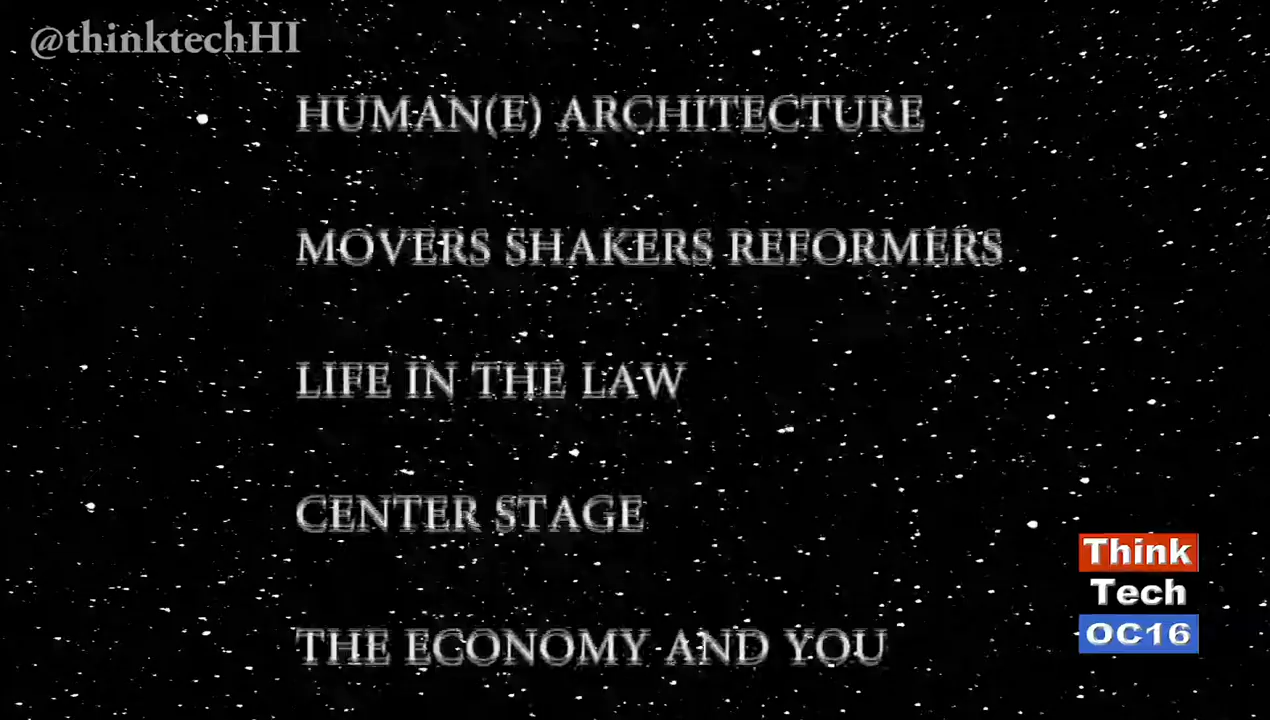 @thinktechHI
HUMAN(E) ARCHITECTURE
MOVERS SHAKERS REFORMERS
LIFE IN THE LAW
CENTER STAGE
THE ECONOMY AND YOU
Think
Tech
OC16